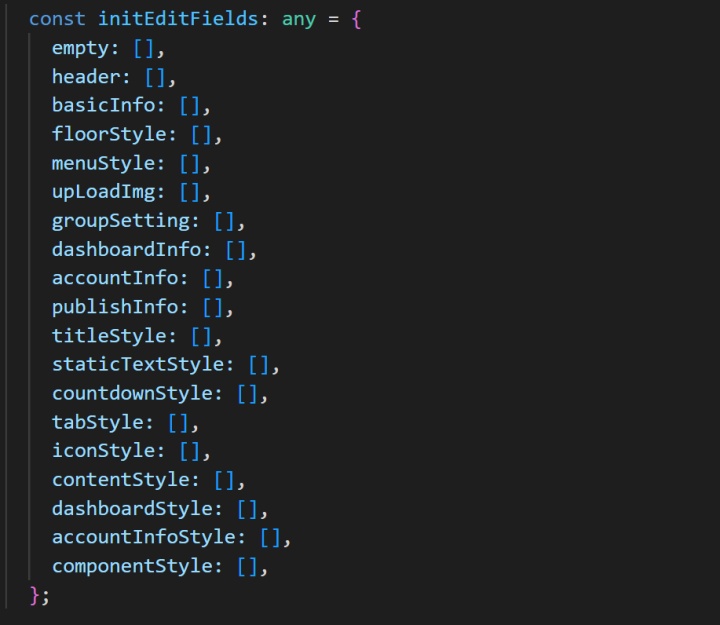 const initEditFields: any = {
empty: [],
header: [],
basicInfo: [],
floorStyle: [],
menuStyle: [],
upLoadImg: [],
groupSetting: [],
dashboardInfo: [],
accountInfo: [],
publishInfo: [],
titleStyle: [],
staticTextStyle: [],
countdownStyle: [],
tabStyle: [],
iconStyle: [],
contentStyle: [],
dashboardStyle: [],
accountInfoStyle: [],
componentStyle: [],
};